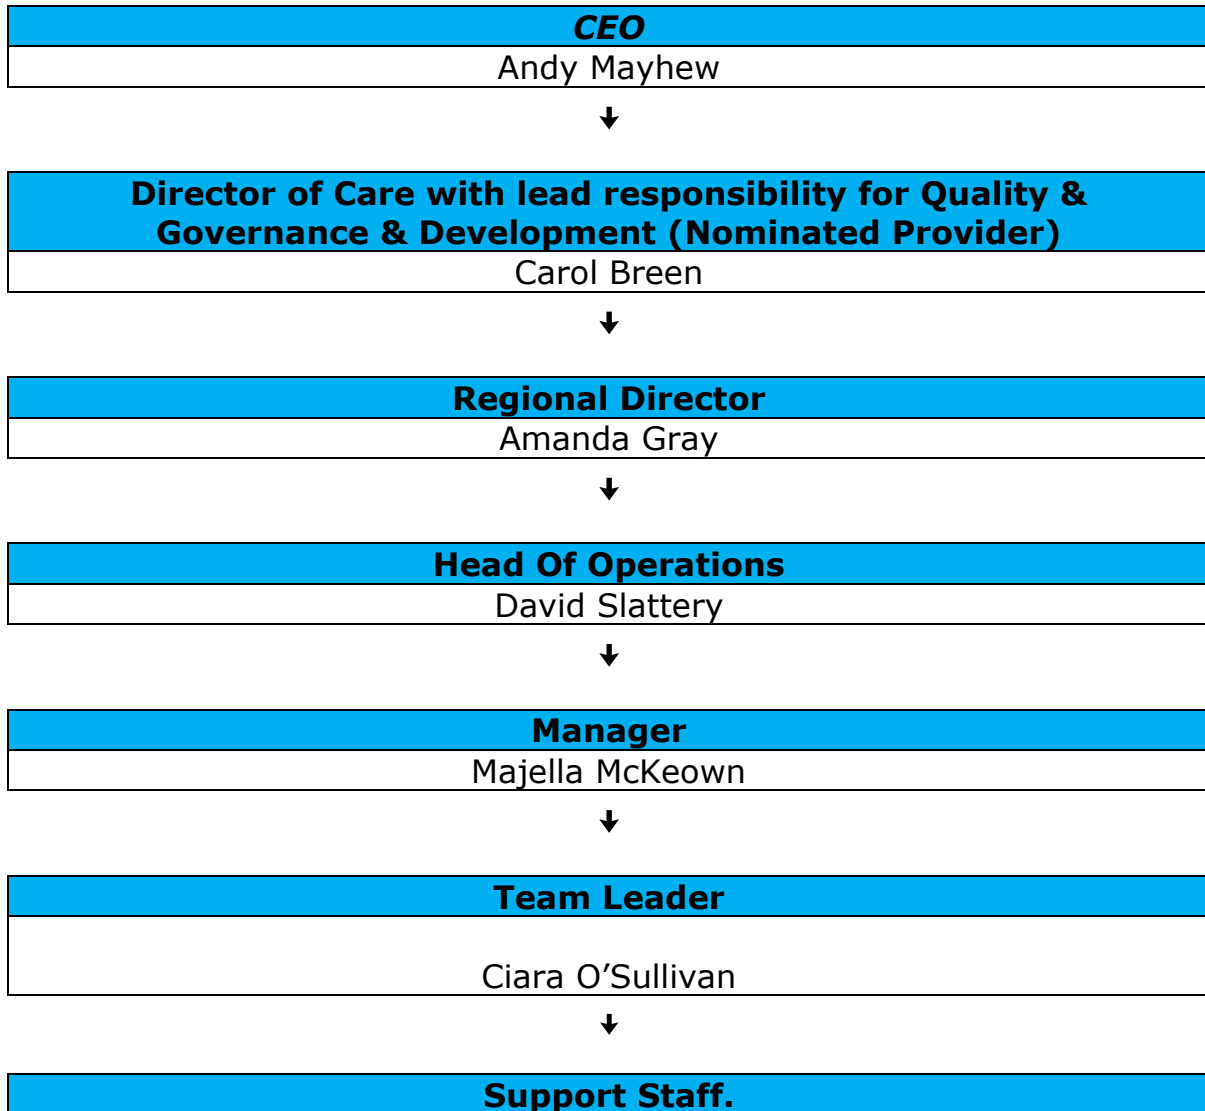 CEO
Andy Mayhew
Director of Care with lead responsibility for Quality &
Governance & Development (Nominated Provider)
Carol Breen
Regional Director
Amanda Gray
Head Of Operations
David Slattery
Manager
Majella McKeown
Team Leader
Ciara O’Sullivan
Support Staff.